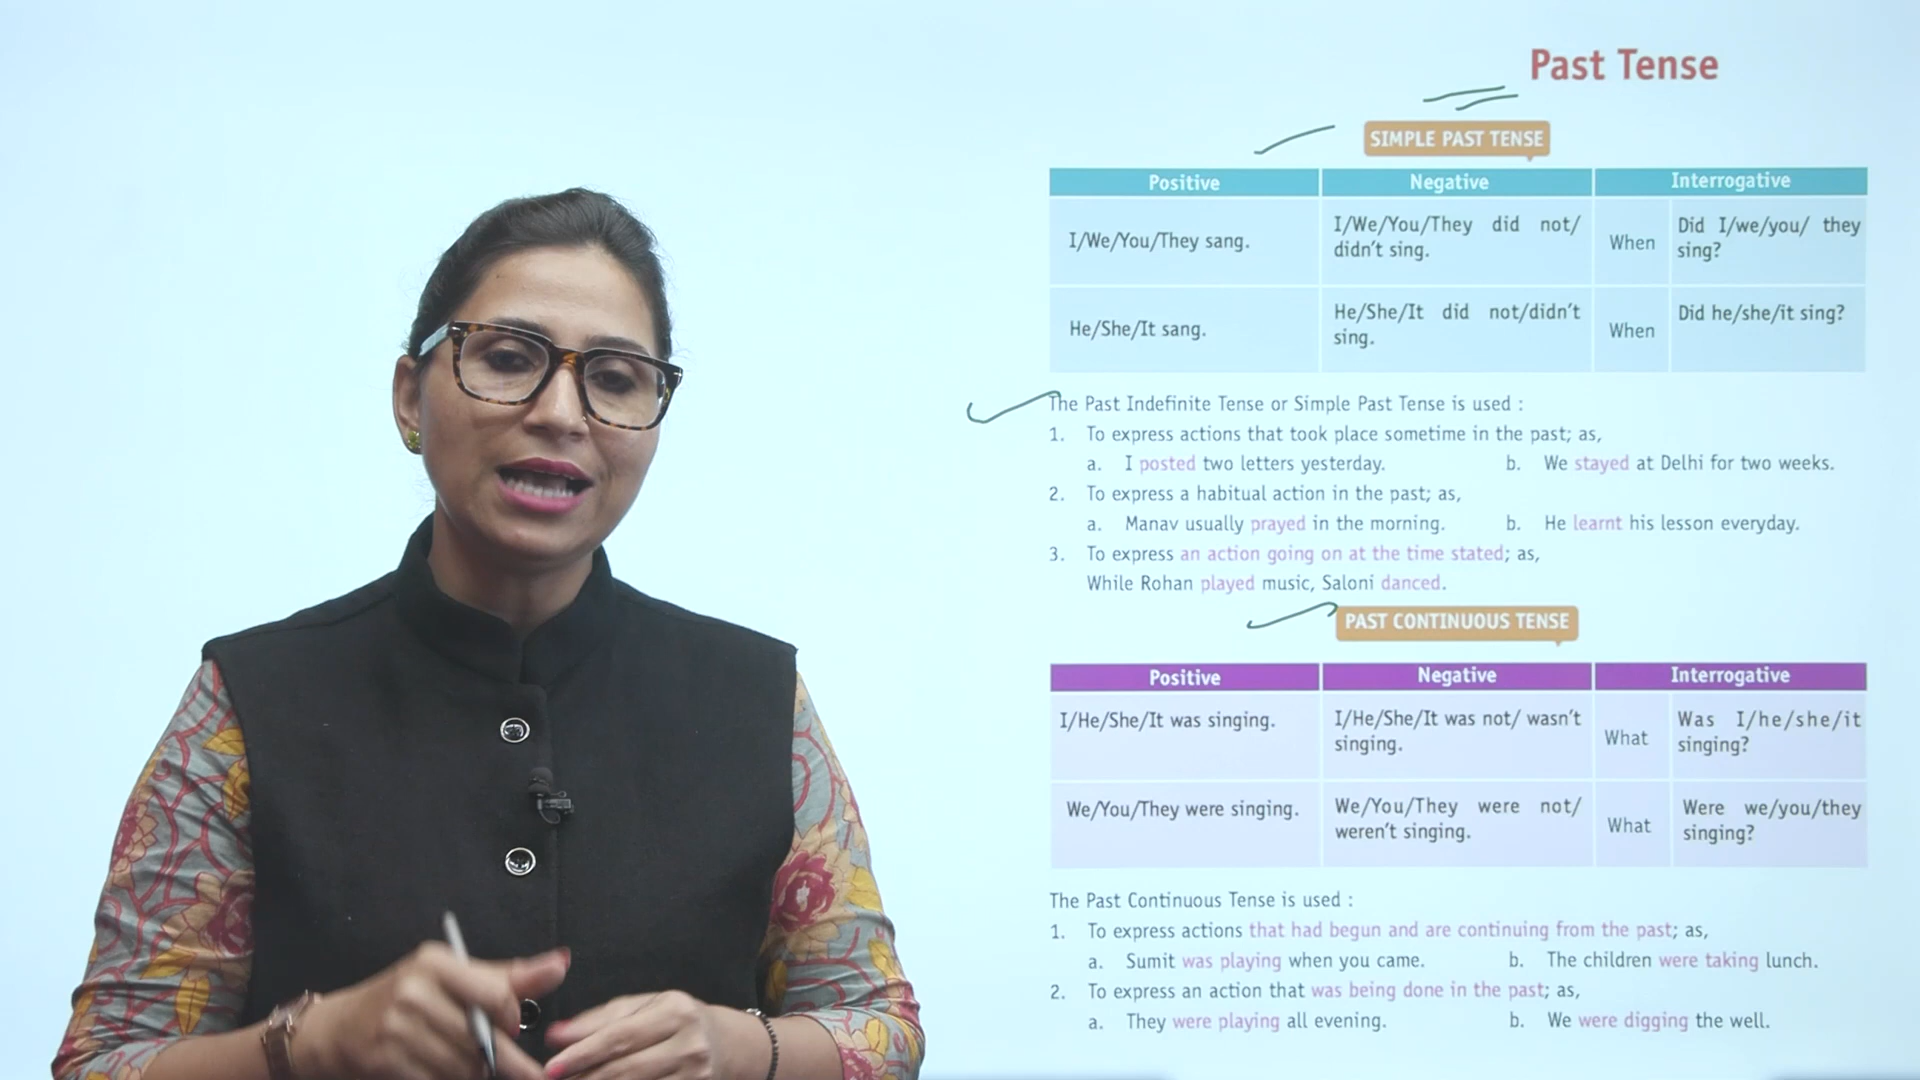 Past Tense
SIMPLE PAST TENSE
Positive Negative Interrogative
I/We/You/They sang. I/We/You/They did not/ didn't sing. When Did I/we/you/ they sing?
He/She/It sang. He/She/It did not/didn't sing. When Did he/she/it sing?
The Past Indefinite Tense or Simple Past Tense is used :
1. To express actions that took place sometime in the past; as,
a. I posted two letters yesterday. b. We stayed at Delhi for two weeks.
2. To express a habitual action in the past; as,
a. Manav usually prayed in the morning. b. He learnt his lesson everyday.
3. To express an action going on at the time stated; as,
While Rohan played music, Saloni danced.
PAST CONTINUOUS TENSE
Positive Negative Interrogative
I/He/She/It was singing. I/He/She/It was not/ wasn't singing. What Was I/he/she/it singing?
We/You/They were singing. We/You/They were not/ weren't singing. What Were we/you/they singing?
The Past Continuous Tense is used :
1. To express actions that had begun and are continuing from the past; as,
a. Sumit was playing when you came. b. The children were taking lunch.
2. To express an action that was being done in the past; as,
a. They were playing all evening. b. We were digging the well.